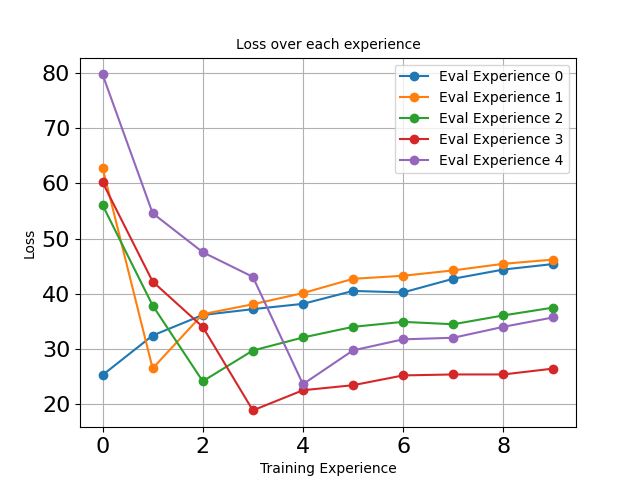 Loss over each experience
80
70
60
50
40
30
20
Loss
0 2 4 6 8
Training Experience
Eval Experience 0
Eval Experience 1
Eval Experience 2
Eval Experience 3
Eval Experience 4